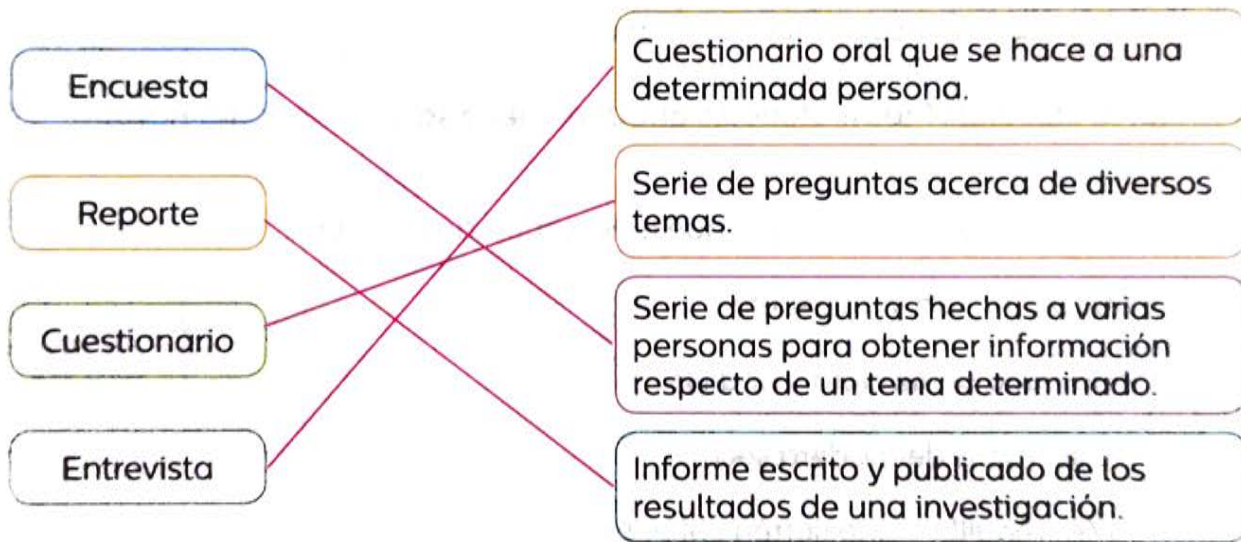 Encuesta
Reporte
Cuestionario
Entrevista
Cuestionario oral que se hace a una
determinada persona.
Serie de preguntas acerca de diversos
temas.
Serie de preguntas hechas a varias
personas para obtener información
respecto de un tema determinado.
Informe escrito y publicado de los
resultados de una investigación.